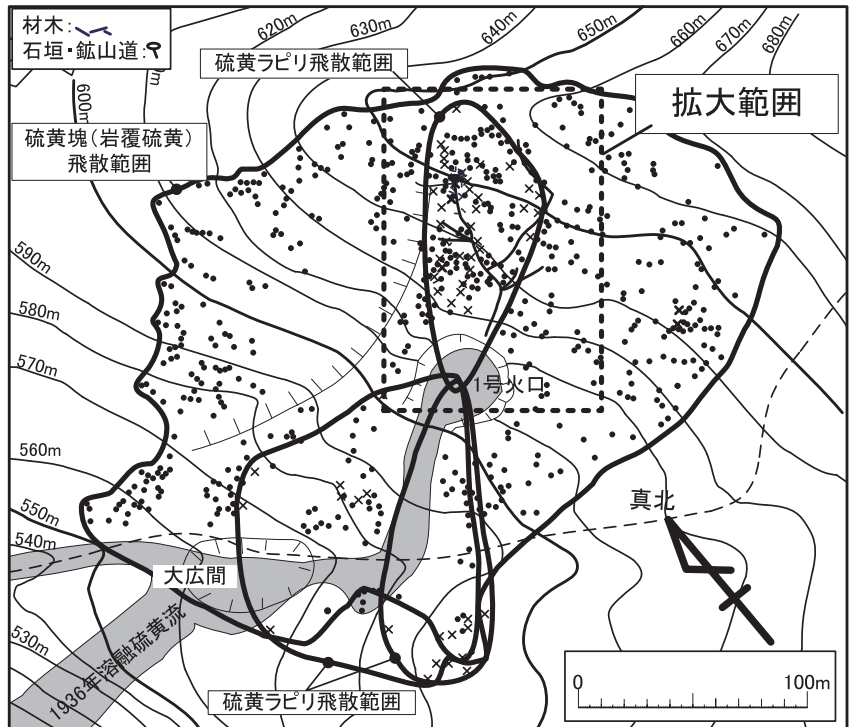 材木:
石垣・鉱山道:
620m
630m
640m
650m
660m
670m
680m
硫黄ラピリ飛散範囲
600m
拡大範囲
硫黄塊(岩覆硫黄)
飛散範囲
590m
580m
570m
1号火口
560m
真北
550m
540m
大広間
530m
1936年溶融硫黄流
硫黄ラピリ飛散範囲
0
100m